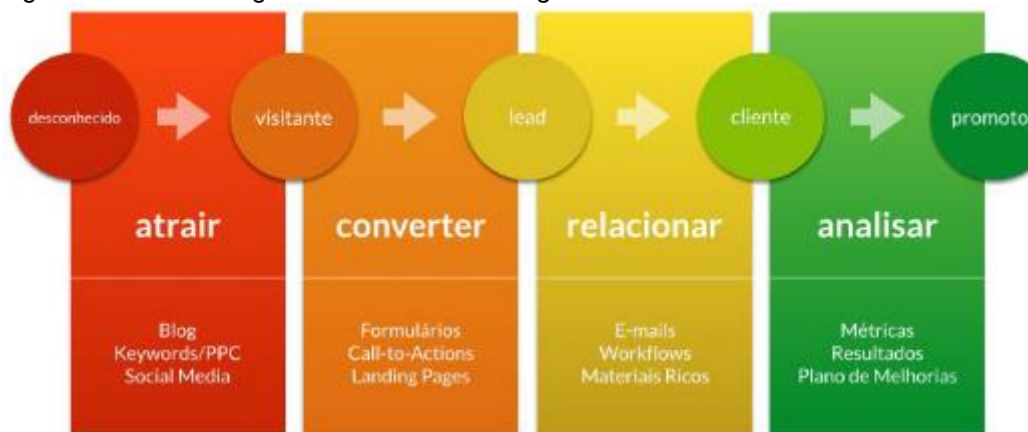 desconhecido
visitante
lead
cliente
promoto
atrair
converter
relacionar
analisar
Blog
Keywords/PPC
Social Media
Formulários
Call-to-Actions
Landing Pages
E-mails
Workflows
Materiais Ricos
Métricas
Resultados
Plano de Melhorias